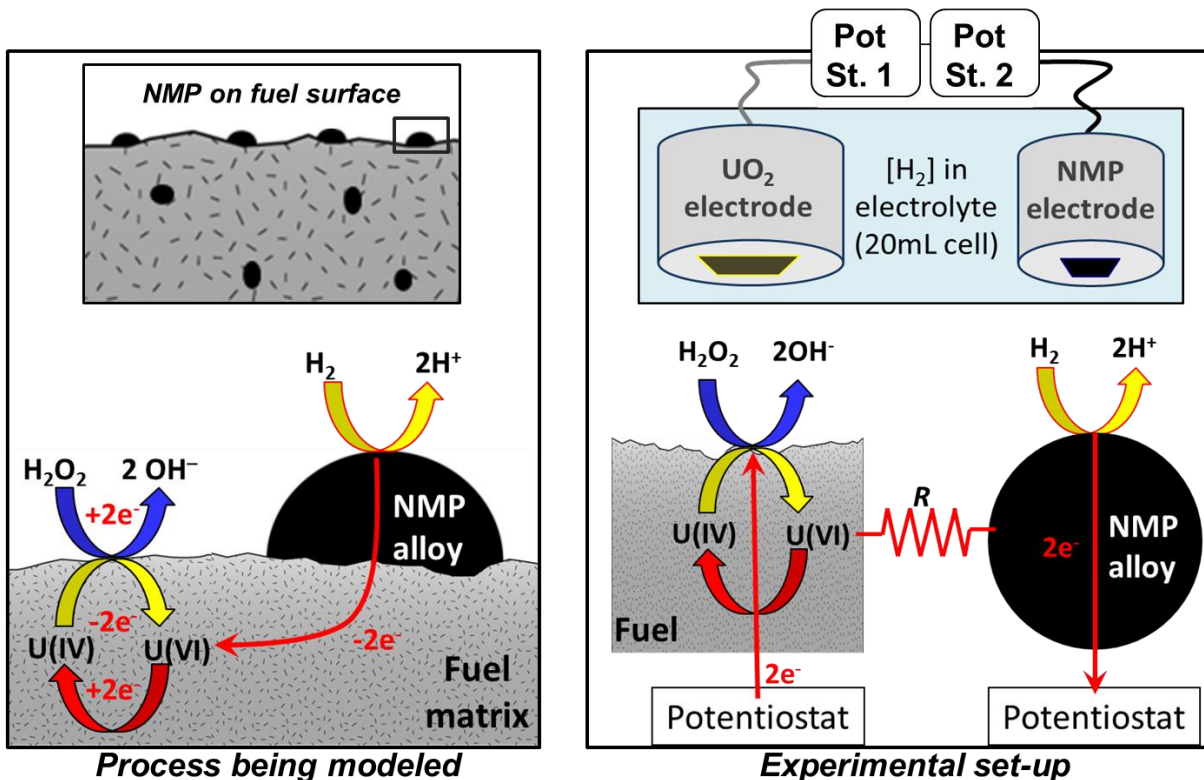 NMP on fuel surface
H₂
2H⁺
H₂O₂
2 OH⁻
+2e⁻
NMP
alloy
-2e⁻
U(IV)
U(VI)
-2e⁻
+2e⁻
Fuel
matrix
Process being modeled
Pot
St. 1
Pot
St. 2
UO₂
electrode
[H₂] in
electrolyte
(20mL cell)
NMP
electrode
H₂O₂
2OH⁻
H₂
2H⁺
U(IV)
U(VI)
R
2e⁻
NMP
alloy
Fuel
2e⁻
Potentiostat
Potentiostat
Experimental set-up